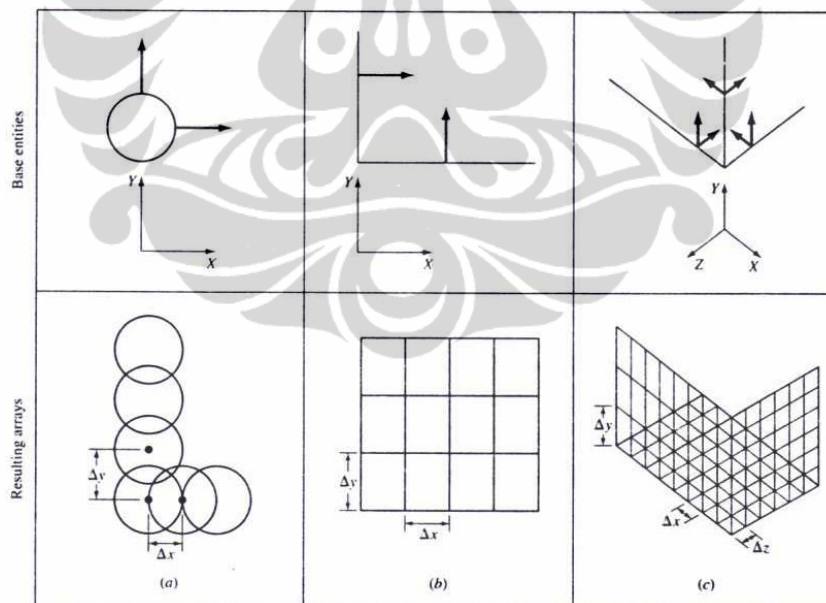 Base entities
Y
X
Y
X
Y
Z
X
Resulting arrays
Δy
Δx
(a)
Δy
Δx
(b)
Δy
Δx
Δz
(c)